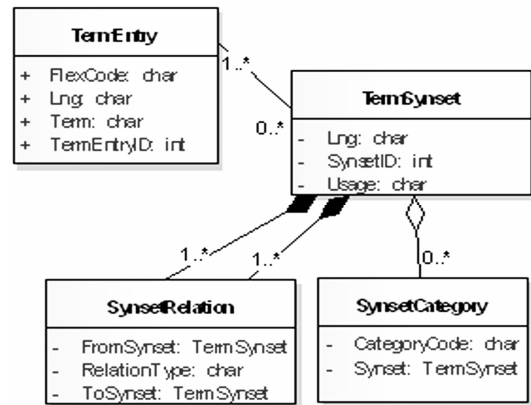 TermEntry
+ FlexCode: char
+ Lng: char
+ Term: char
+ TermEntryID: int
1..*
0..*
TermSynset
- Lng: char
- SynsetID: int
- Usage: char
1..*
1..*
0..*
SynsetRelation
- FromSynset: TermSynset
- RelationType: char
- ToSynset: TermSynset
SynsetCategory
- CategoryCode: char
- Synset: TermSynset